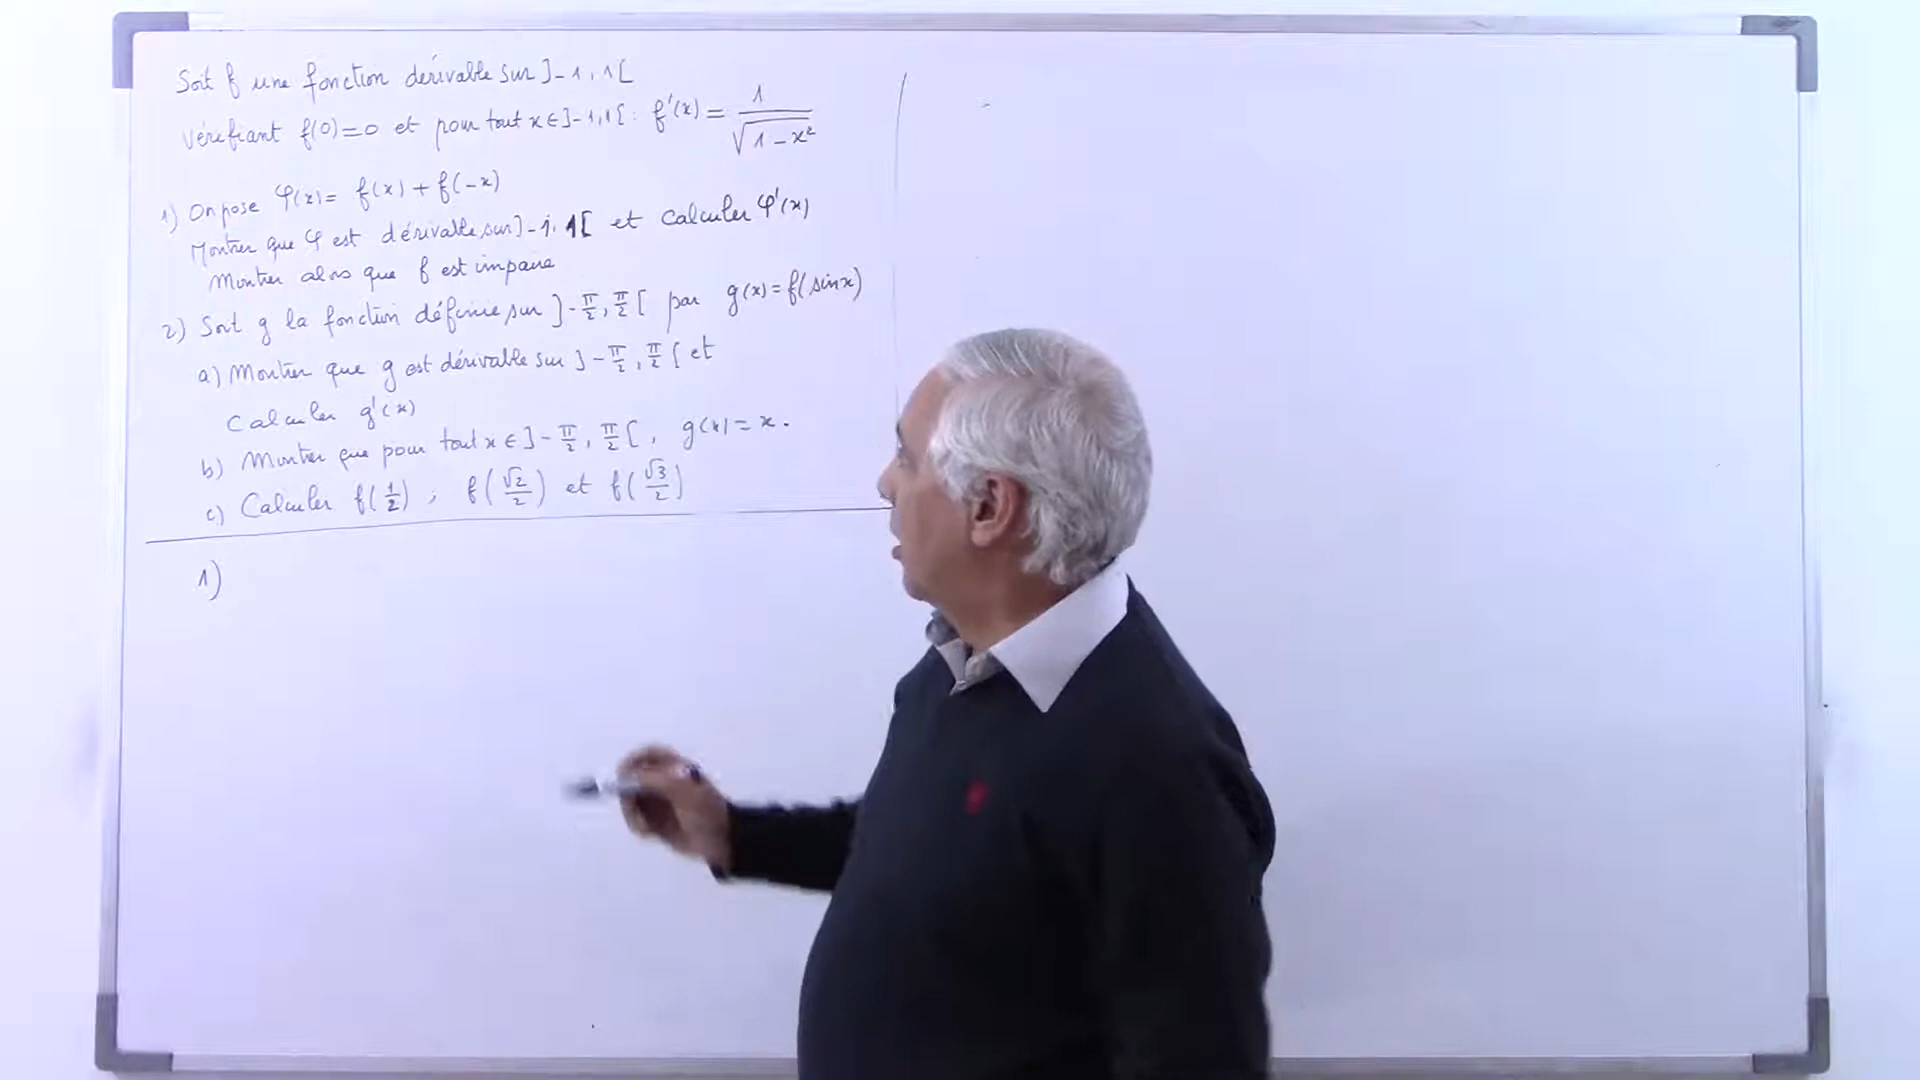 Soit f une fonction dérivable sur ]-1,1[
vérifiant f(0)=0 et pour tout x∈]-1,1[ : f'(x) = 1/√(1-x²)
1) On pose φ(x) = f(x) + f(-x)
Montrer que φ est dérivable sur ]-1,1[ et calculer φ'(x)
Montrer alors que f est impaire
2) Soit g la fonction définie sur ]-π/2, π/2[ par g(x) = f(sinx)
a) Montrer que g est dérivable sur ]-π/2, π/2[ et
calculer g'(x)
b) Montrer que pour tout x∈]-π/2, π/2[, g(x) = x.
c) Calculer f(1/2) ; f(√2/2) et f(√3/2)
1)